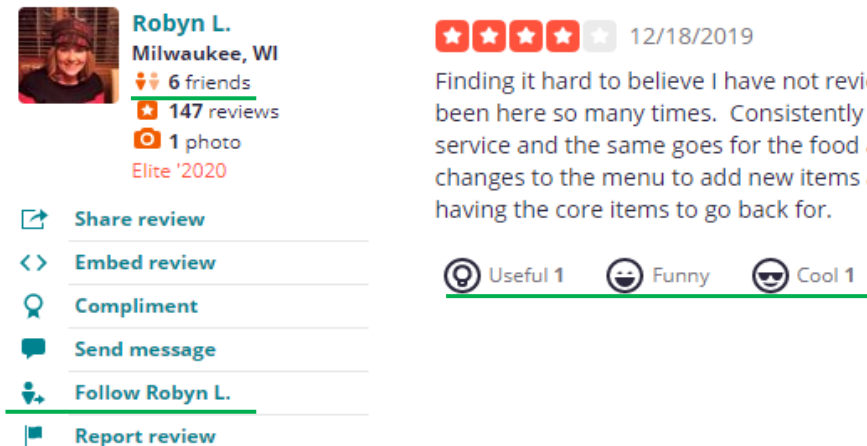 Robyn L.
Milwaukee, WI
6 friends
147 reviews
1 photo
Elite '2020
Share review
Embed review
Compliment
Send message
Follow Robyn L.
Report review
12/18/2019
Finding it hard to believe I have not
been here so many times. Consistently
service and the same goes for the food
changes to the menu to add new items
having the core items to go back for.
Useful 1 Funny Cool 1